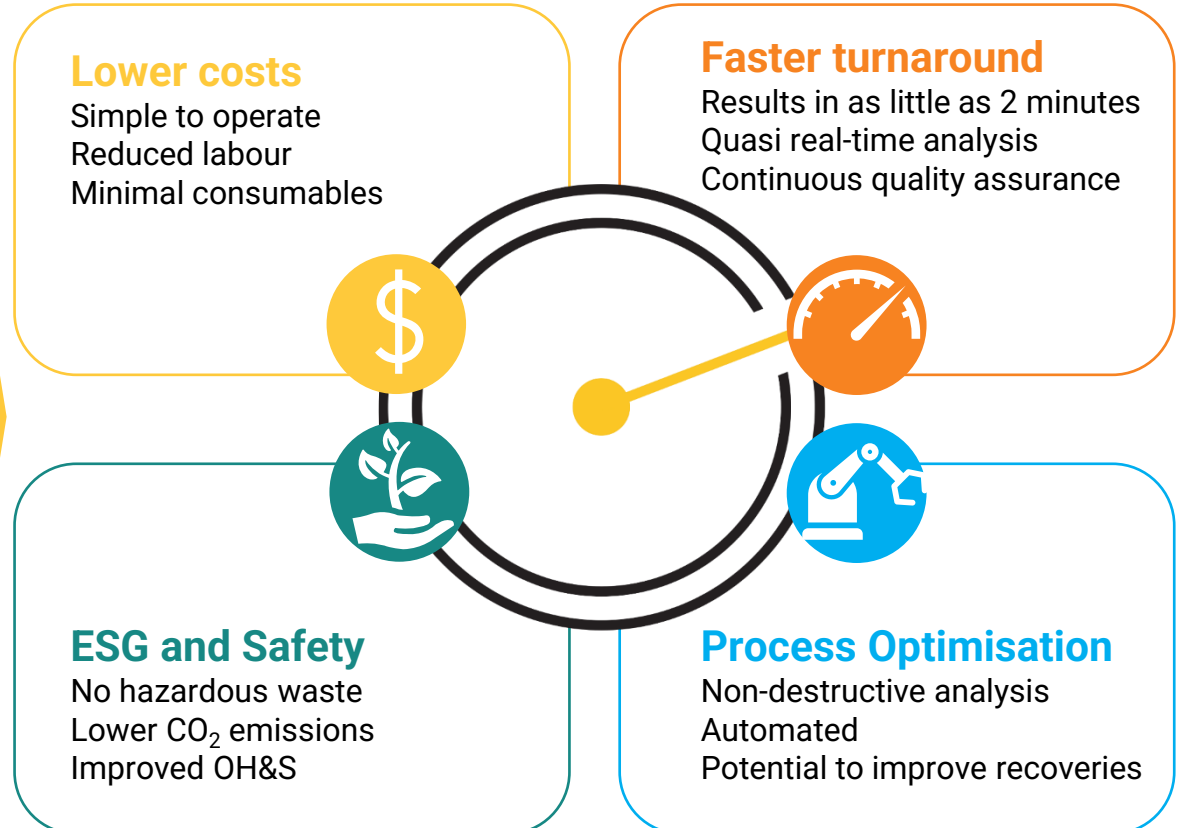 Lower costs
Simple to operate
Reduced labour
Minimal consumables
Faster turnaround
Results in as little as 2 minutes
Quasi real-time analysis
Continuous quality assurance
$
ESG and Safety
No hazardous waste
Lower CO₂ emissions
Improved OH&S
Process Optimisation
Non-destructive analysis
Automated
Potential to improve recoveries